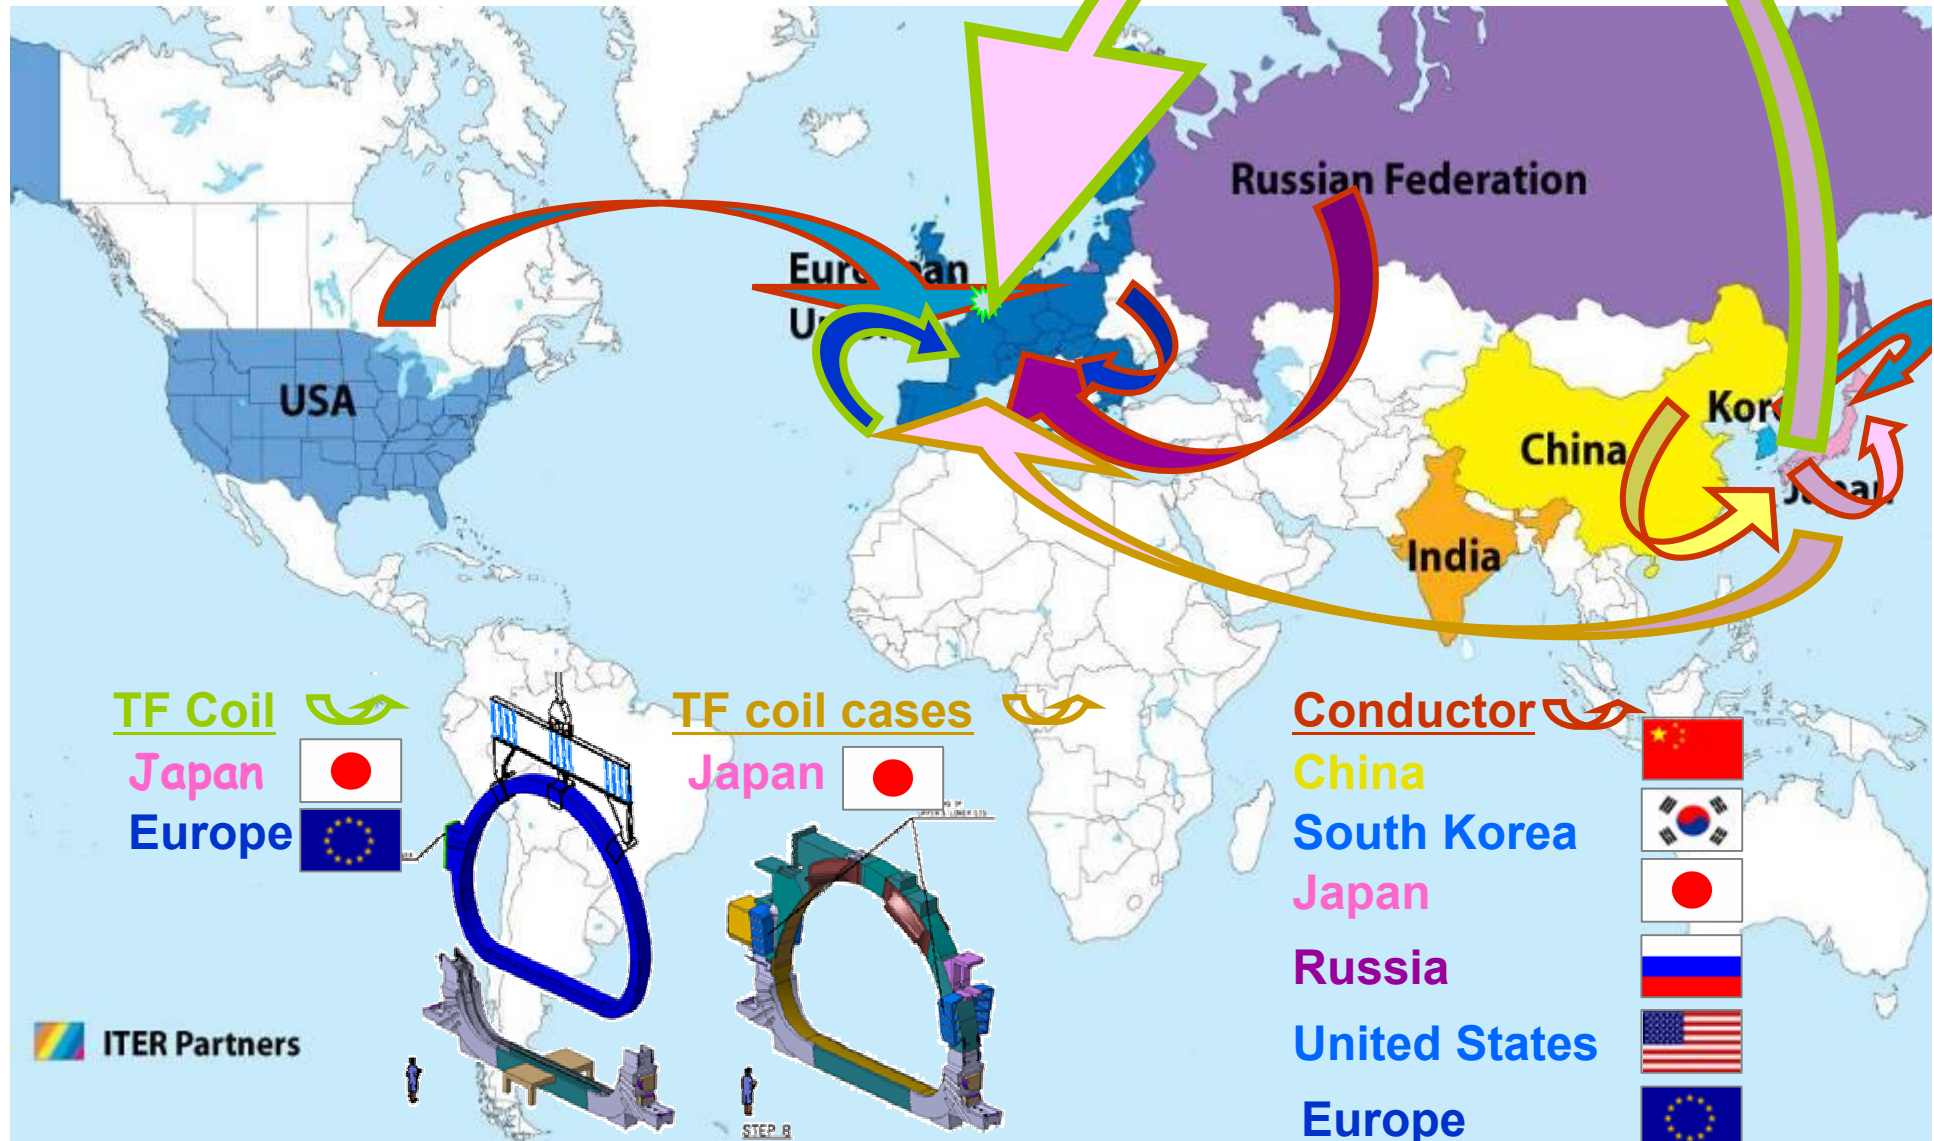 Russian Federation
European
USA
China
India
TF Coil
Japan
Europe
TF coil cases
Japan
Conductor
China
South Korea
Japan
Russia
United States
Europe
ITER Partners
STEP 8